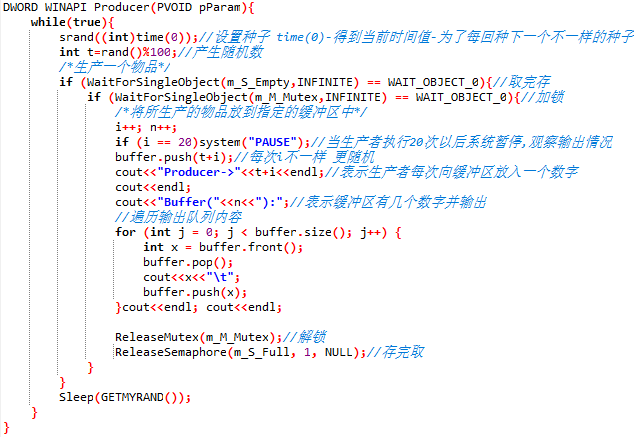 DWORD WINAPI Producer(PVOID pParam){
while(true){
srand((int)time(0));//设置种子 time(0)-得到当前时间值-为了每回种下一个不一样的种子
int t=rand()%100;//产生随机数
/*生产一个物品*/
if (WaitForSingleObject(m_S_Empty,INFINITE) == WAIT_OBJECT_0){//取完存
if (WaitForSingleObject(m_M_Mutex,INFINITE) == WAIT_OBJECT_0){//加锁
/*将所生产的物品放到指定的缓冲区中*/
i++; n++;
if (i == 20)system("PAUSE");//当生产者执行20次以后系统暂停,观察输出情况
buffer.push(t+i);//每次i不一样 更随机
cout<<"Producer->"<<t+i<<endl;//表示生产者每次向缓冲区放入一个数字
cout<<endl;
cout<<"Buffer("<<n<<"):";//表示缓冲区有几个数字并输出
//遍历输出队列内容
for (int j = 0; j < buffer.size(); j++) {
int x = buffer.front();
buffer.pop();
cout<<x<<"\t";
buffer.push(x);
}cout<<endl; cout<<endl;
ReleaseMutex(m_M_Mutex);//解锁
ReleaseSemaphore(m_S_Full, 1, NULL);//存完取
}
}
Sleep(GETMYRAND());
}
}